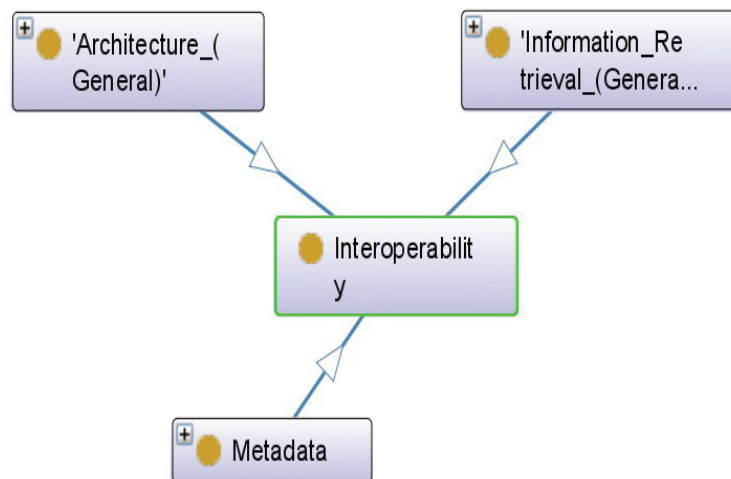 'Architecture_(
General)'
'Information_Re
trieval_(Genera...
Interoperabilit
y
Metadata